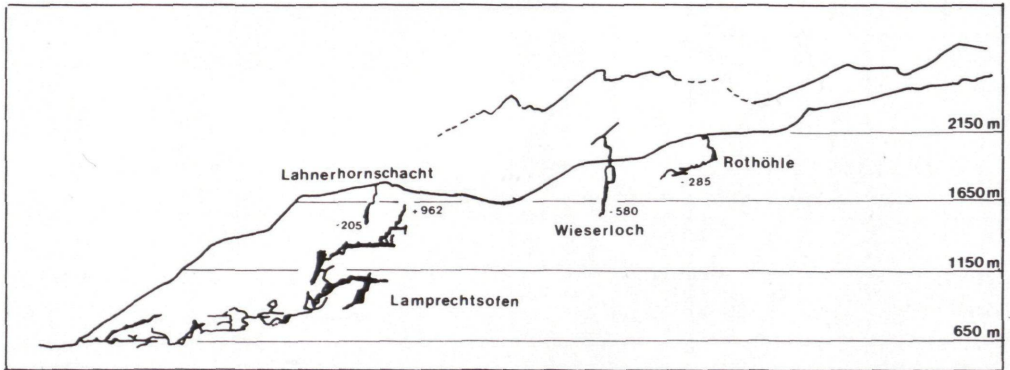 2150 m
Lahnerhornschacht
Rothöhle
-285
1650 m
+962
-205
-580
Wieserloch
1150 m
Lamprechtsofen
650 m